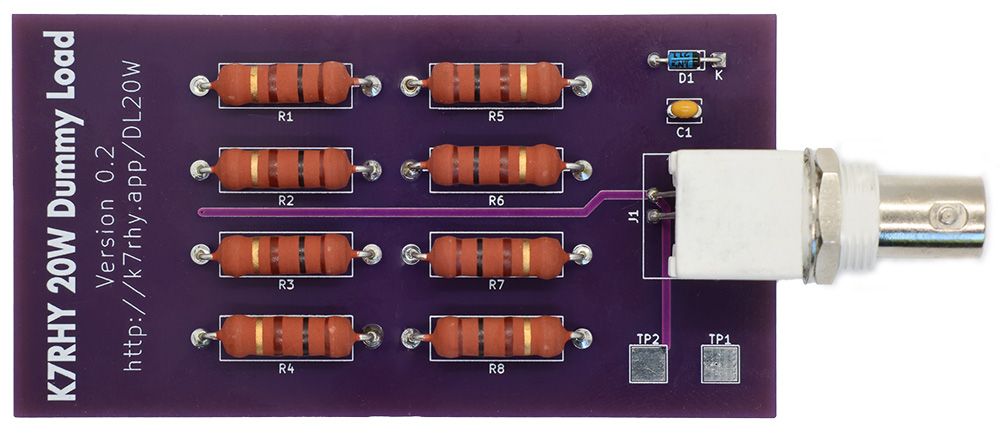 K7RHY 20W Dummy Load
Version 0.2
http://k7rhy.app/DL20W
R1
R2
R3
R4
R5
R6
R7
R8
D1
K
C1
J1
TP2
TP1